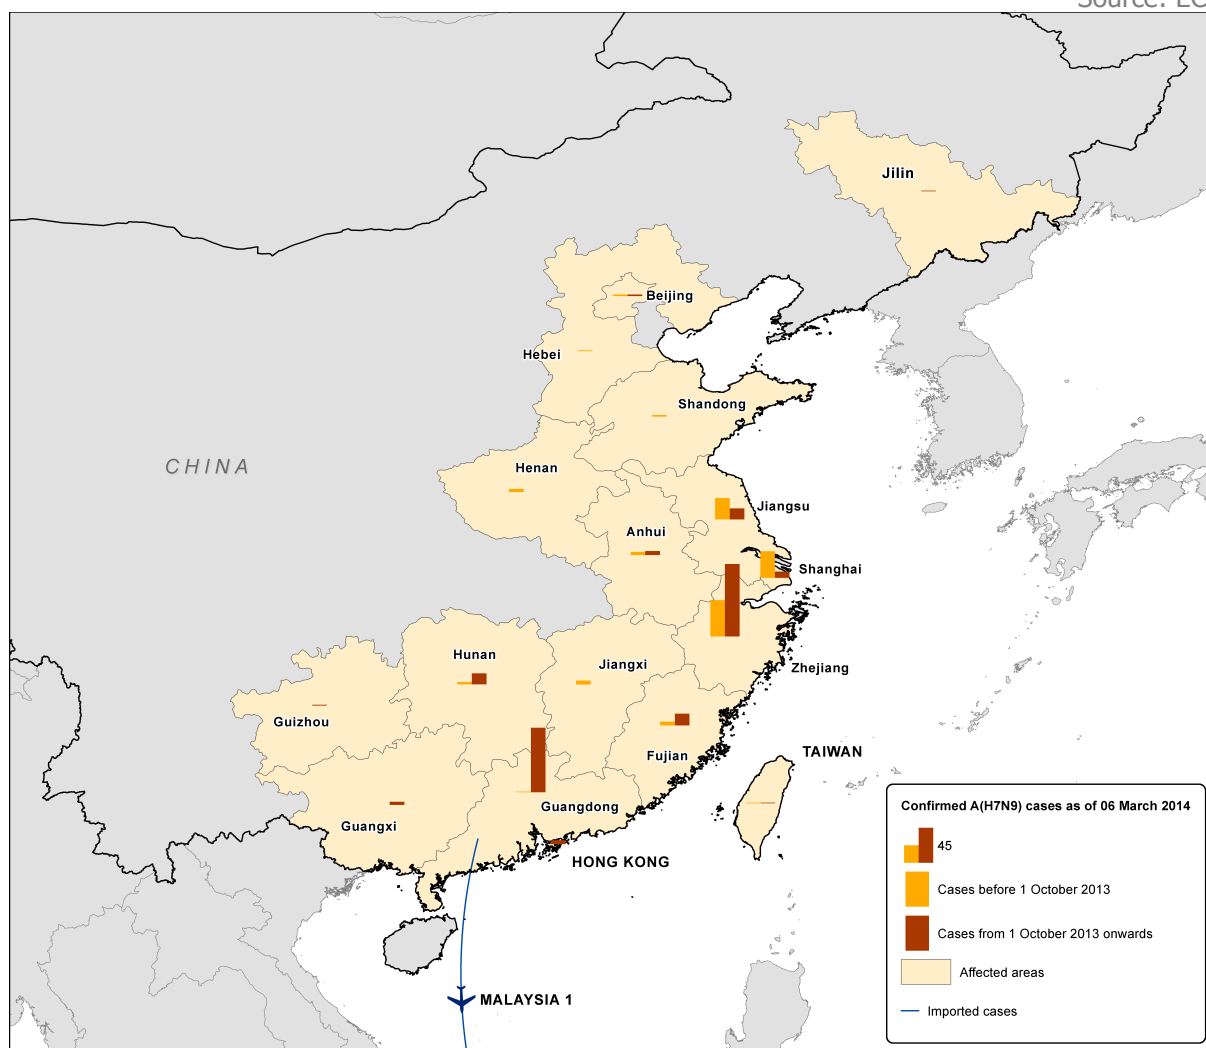 Source: EC
Jilin
Beijing
Hebei
Shandong
CHINA
Henan
Jiangsu
Anhui
Shanghai
Hunan
Jiangxi
Zhejiang
Guizhou
Fujian
TAIWAN
Guangdong
Guangxi
HONG KONG
MALAYSIA 1
Confirmed A(H7N9) cases as of 06 March 2014
45
Cases before 1 October 2013
Cases from 1 October 2013 onwards
Affected areas
Imported cases